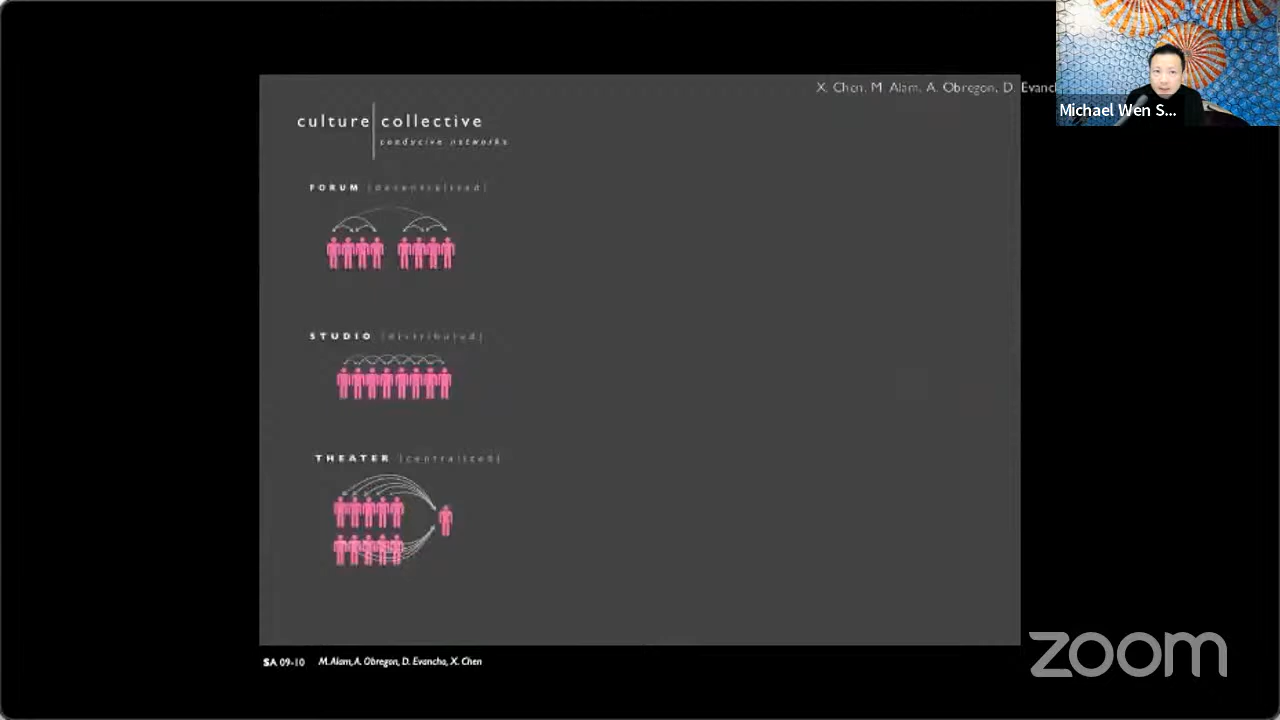 X. Chen, M. Alam, A. Obregon, D. Evanch
Michael Wen S...
culture collective
conducive networks
FORUM [decentralized]
STUDIO [distributed]
THEATER [centralized]
SA 09-10 M. Alam, A. Obregon, D. Evancho, X. Chen
zoom